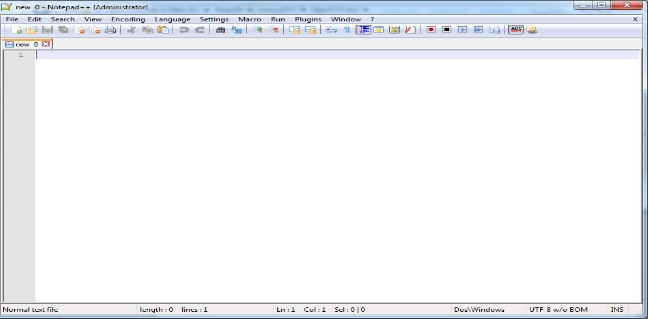 new 0 - Notepad++ [Administrator]
File Edit Search View Encoding Language Settings Macro Run Plugins Window ? X
ABC
new 0
1
Normal text file length : 0 lines : 1 Ln : 1 Col : 1 Sel : 0 | 0 Dos\Windows UTF 8 w/o BOM INS